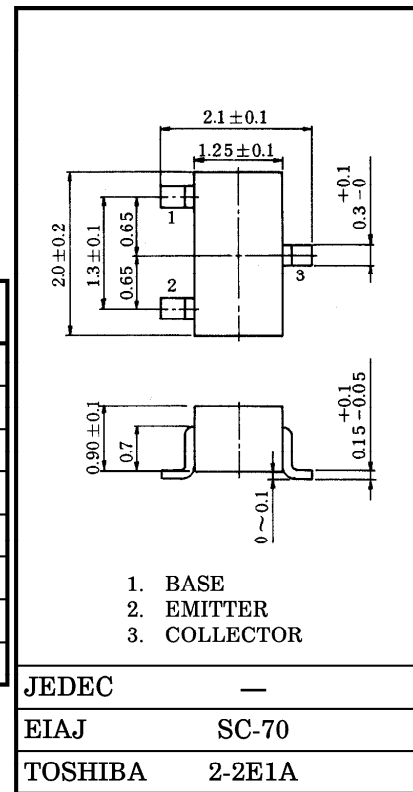 2.1±0.1
1.25±0.1
+0.1
0.3-0
2.0±0.2
1.3±0.1
0.65
0.65
1
2
3
0.90±0.1
0.7
0~0.1
+0.1
0.15-0.05
1. BASE
2. EMITTER
3. COLLECTOR
JEDEC —
EIAJ SC-70
TOSHIBA 2-2E1A